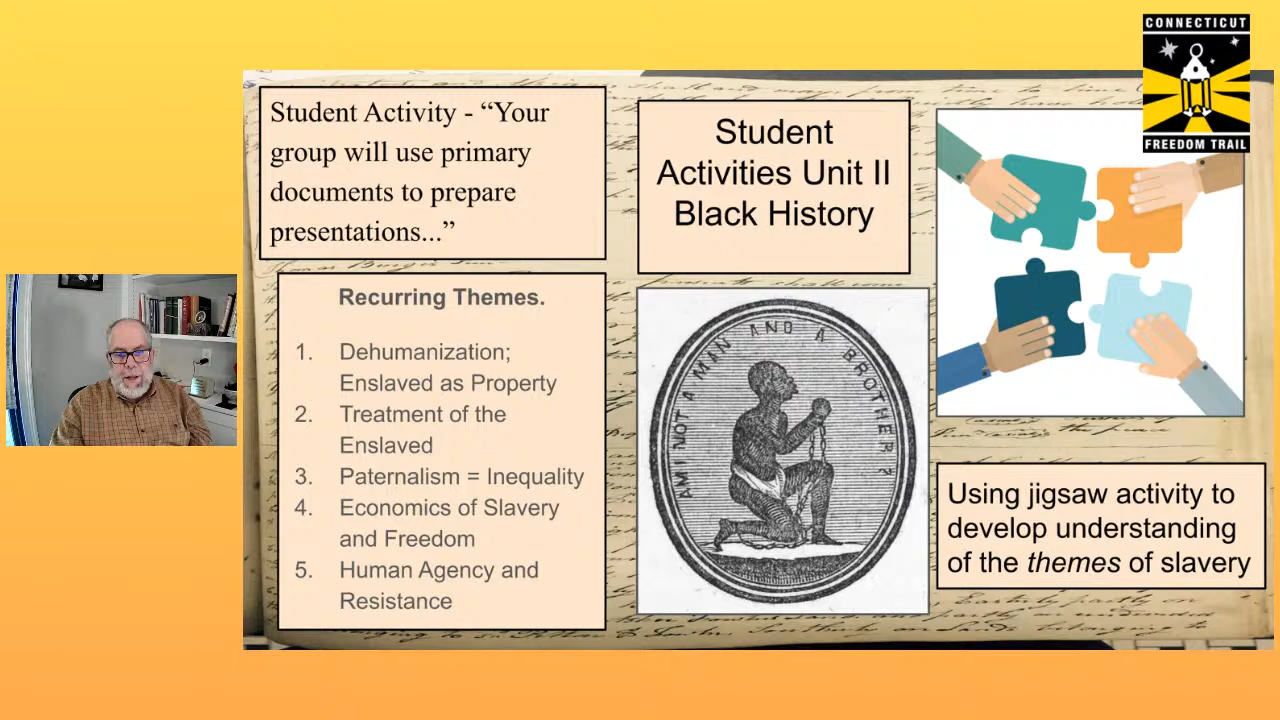 CONNECTICUT
FREEDOM TRAIL
Student Activity - “Your
group will use primary
documents to prepare
presentations...”
Student
Activities Unit II
Black History
Recurring Themes.
1. Dehumanization;
Enslaved as Property
2. Treatment of the
Enslaved
3. Paternalism = Inequality
4. Economics of Slavery
and Freedom
5. Human Agency and
Resistance
AM I NOT A MAN AND A BROTHER?
Using jigsaw activity to
develop understanding
of the themes of slavery